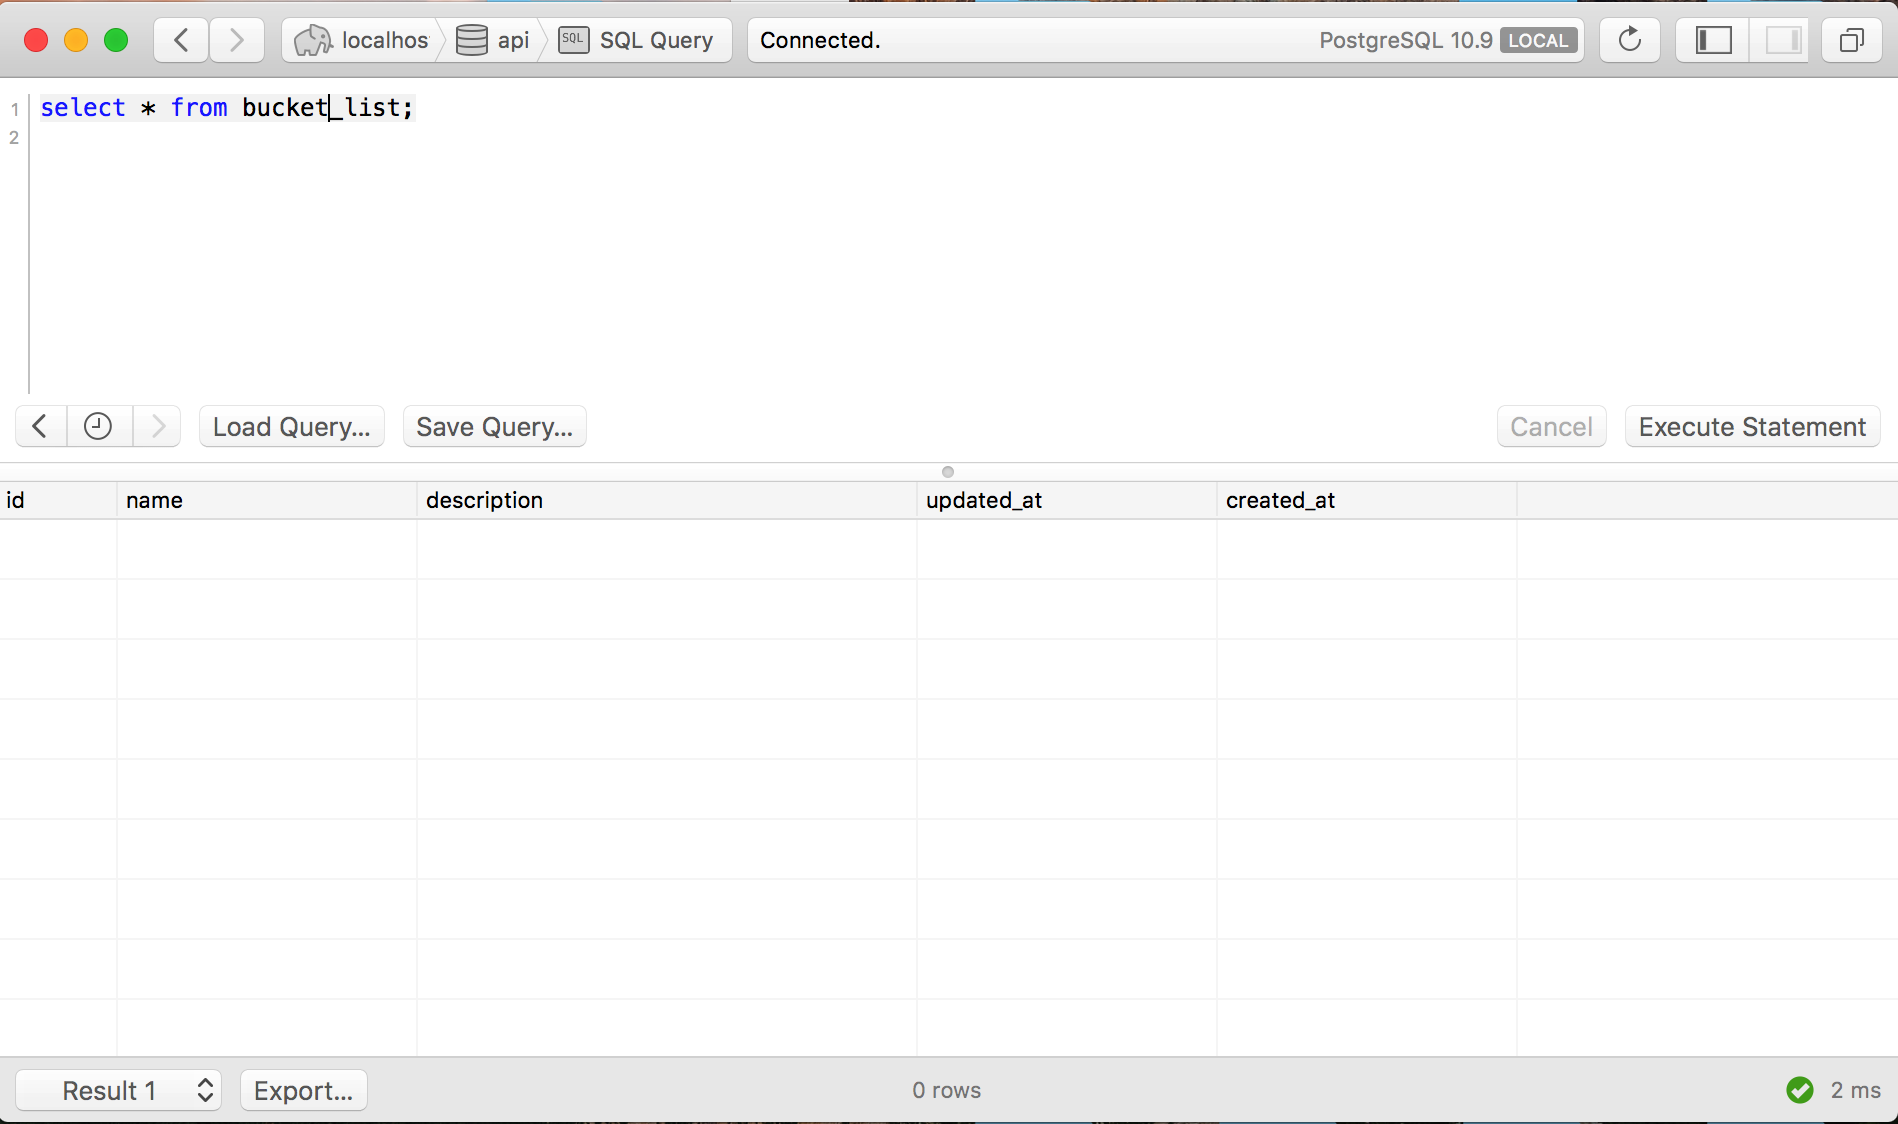 localhos api SQL SQL Query Connected. PostgreSQL 10.9 LOCAL
1 select * from bucket_list;
2
Load Query... Save Query... Cancel Execute Statement
id name description updated_at created_at
Result 1 Export... 0 rows 2 ms